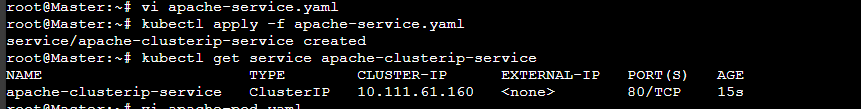 root@Master:~# vi apache-service.yaml
root@Master:~# kubectl apply -f apache-service.yaml
service/apache-clusterip-service created
root@Master:~# kubectl get service apache-clusterip-service
NAME TYPE CLUSTER-IP EXTERNAL-IP PORT(S) AGE
apache-clusterip-service ClusterIP 10.111.61.160 <none> 80/TCP 15s
root@Master:~# vi apache-pod.yaml